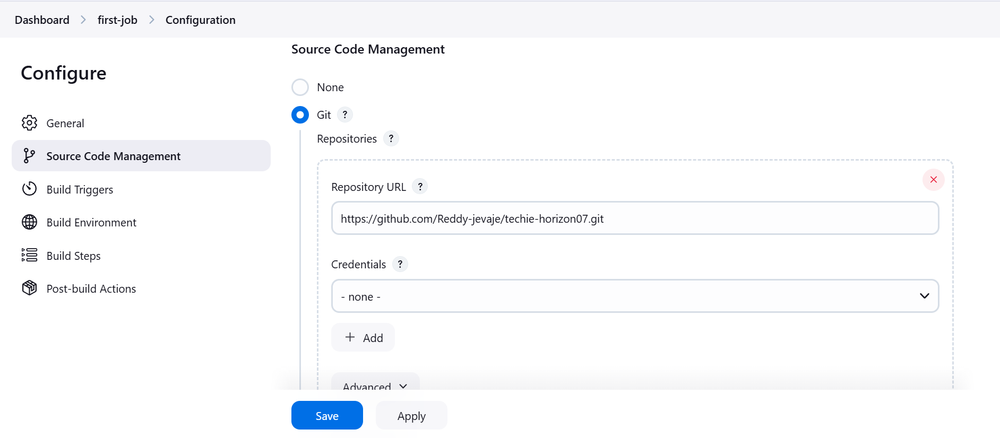 Dashboard > first-job > Configuration
Configure
General
Source Code Management
Build Triggers
Build Environment
Build Steps
Post-build Actions
Source Code Management
None
Git ?
Repositories ?
Repository URL ?
https://github.com/Reddy-jevaje/techie-horizon07.git
Credentials ?
- none -
+ Add
Advanced
Save Apply